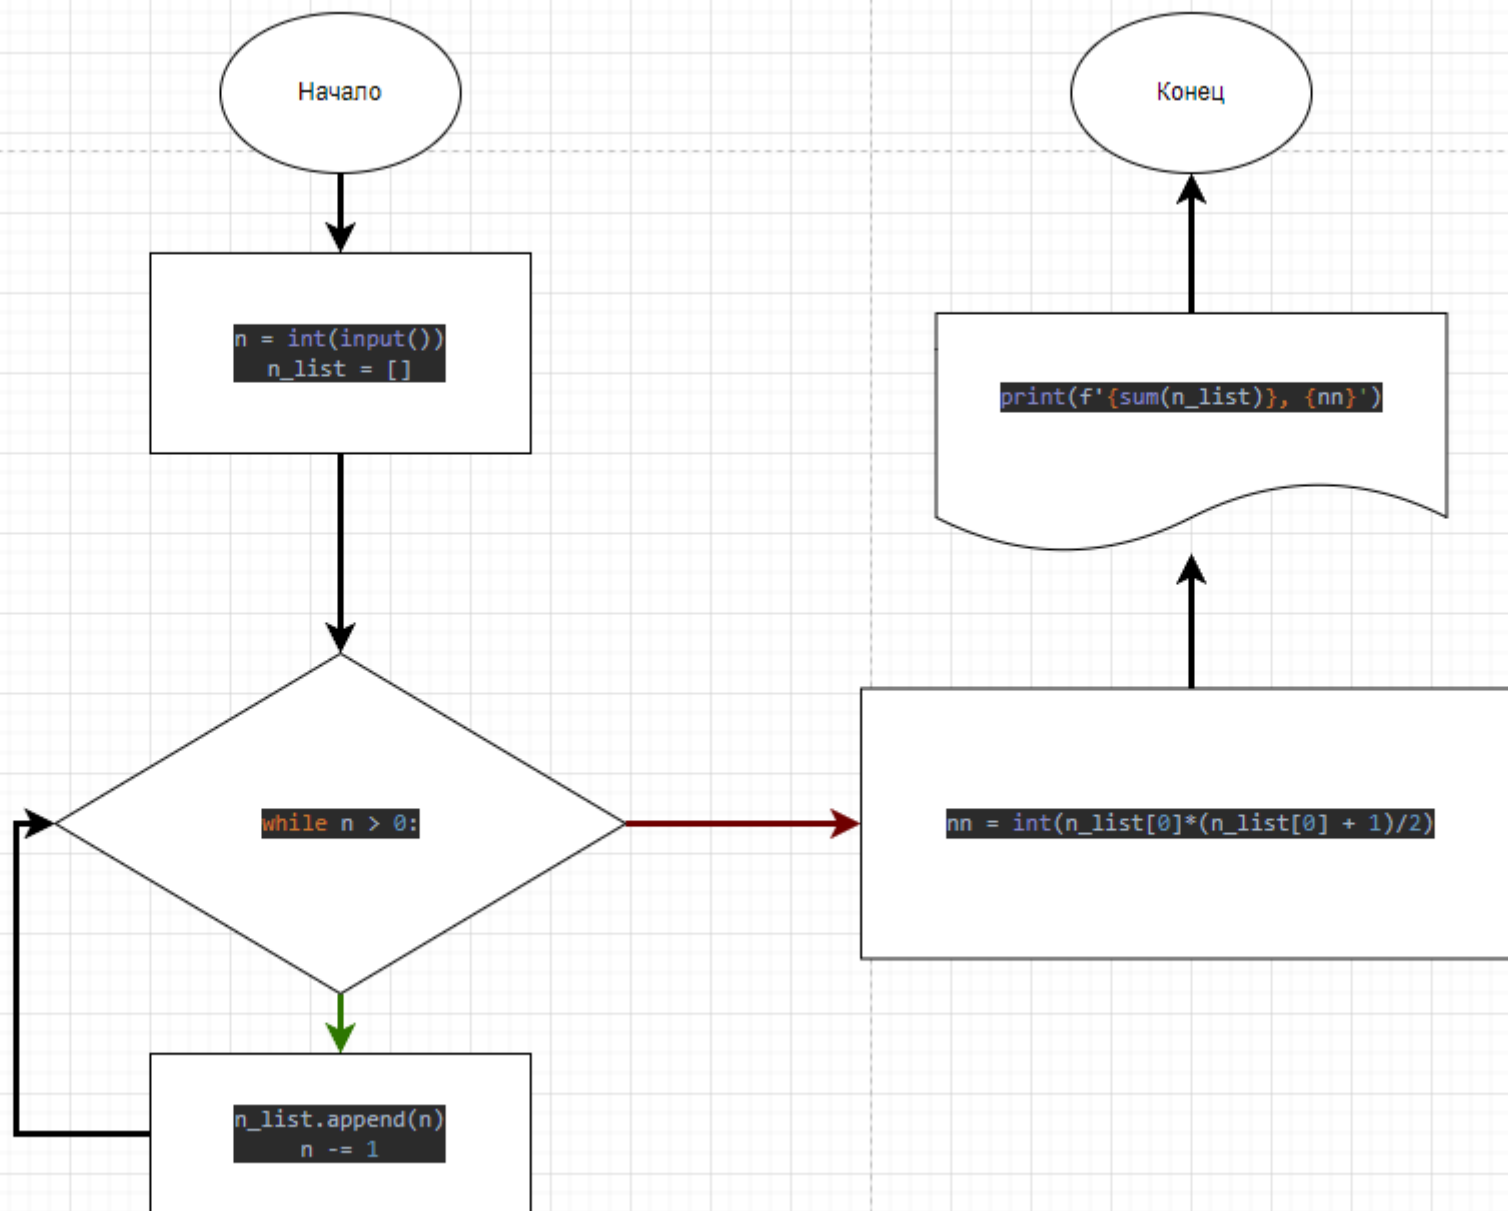 Начало
n = int(input())
n_list = []
while n > 0:
n_list.append(n)
n -= 1
nn = int(n_list[0]*(n_list[0] + 1)/2)
print(f'{sum(n_list)}, {nn}')
Конец